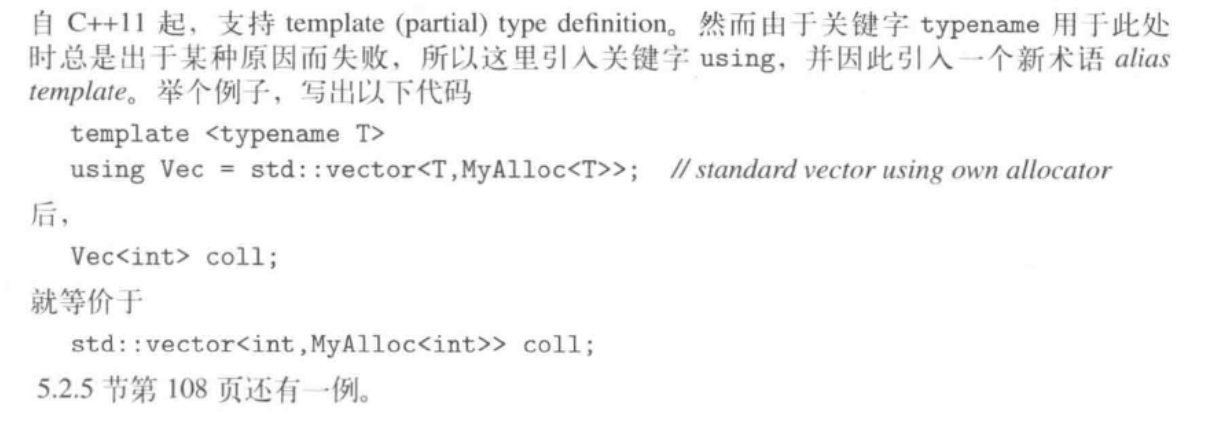 自 C++11 起，支持 template (partial) type definition。然而由于关键字 typename 用于此处
时总是出于某种原因而失败，所以这里引入关键字 using，并因此引入一个新术语 alias
template。举个例子，写出以下代码
template <typename T>
using Vec = std::vector<T,MyAlloc<T>>; // standard vector using own allocator
后，
Vec<int> coll;
就等价于
std::vector<int,MyAlloc<int>> coll;
5.2.5 节第 108 页还有一例。